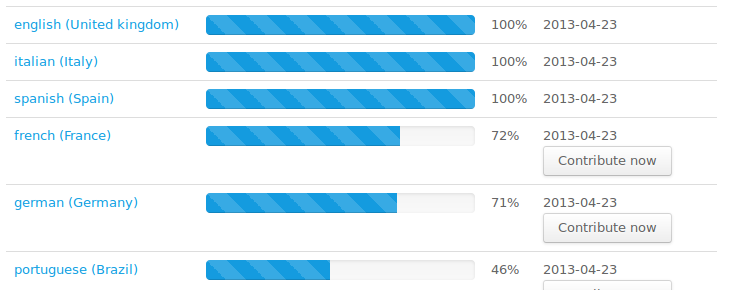 english (United kingdom) 100% 2013-04-23
italian (Italy) 100% 2013-04-23
spanish (Spain) 100% 2013-04-23
french (France) 72% 2013-04-23
Contribute now
german (Germany) 71% 2013-04-23
Contribute now
portuguese (Brazil) 46% 2013-04-23